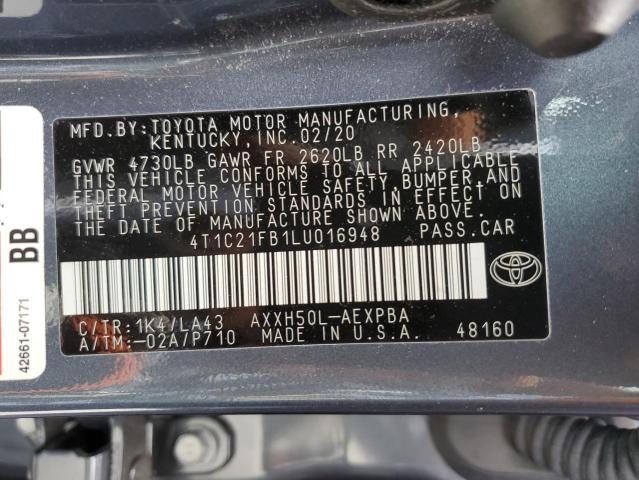 MFD.BY:TOYOTA MOTOR MANUFACTURING,
KENTUCKY,INC. 02/20
GVWR 4730LB GAWR FR 2620LB RR 2420LB
THIS VEHICLE CONFORMS TO ALL APPLICABLE
FEDERAL MOTOR VEHICLE SAFETY,BUMPER,AND
THEFT PREVENTION STANDARDS IN EFFECT ON
THE DATE OF MANUFACTURE SHOWN ABOVE.
4T1C21FB1LU016948 PASS.CAR
C/TR:1K4/LA43 AXXH50L-AEXPBA
A/TM:-02A/P710 MADE IN U.S.A. 48160
BB
42661-07171